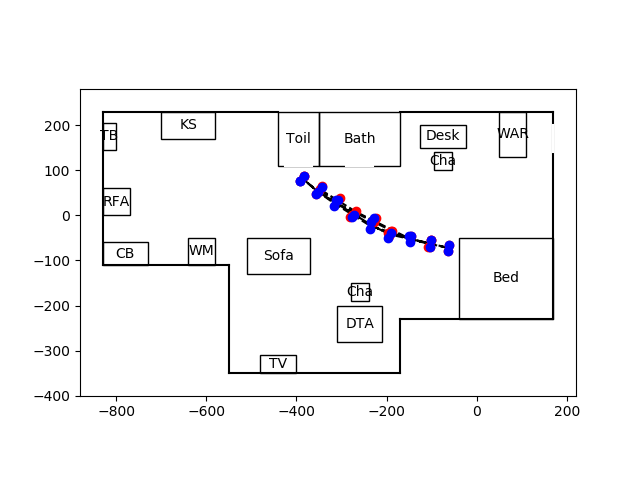 200
100
0
−100
−200
−300
−400
−800
−600
−400
−200
0
200
TB
KS
Toil
Bath
Desk
WAR
Cha
RFA
CB
WM
Sofa
Cha
DTA
TV
Bed